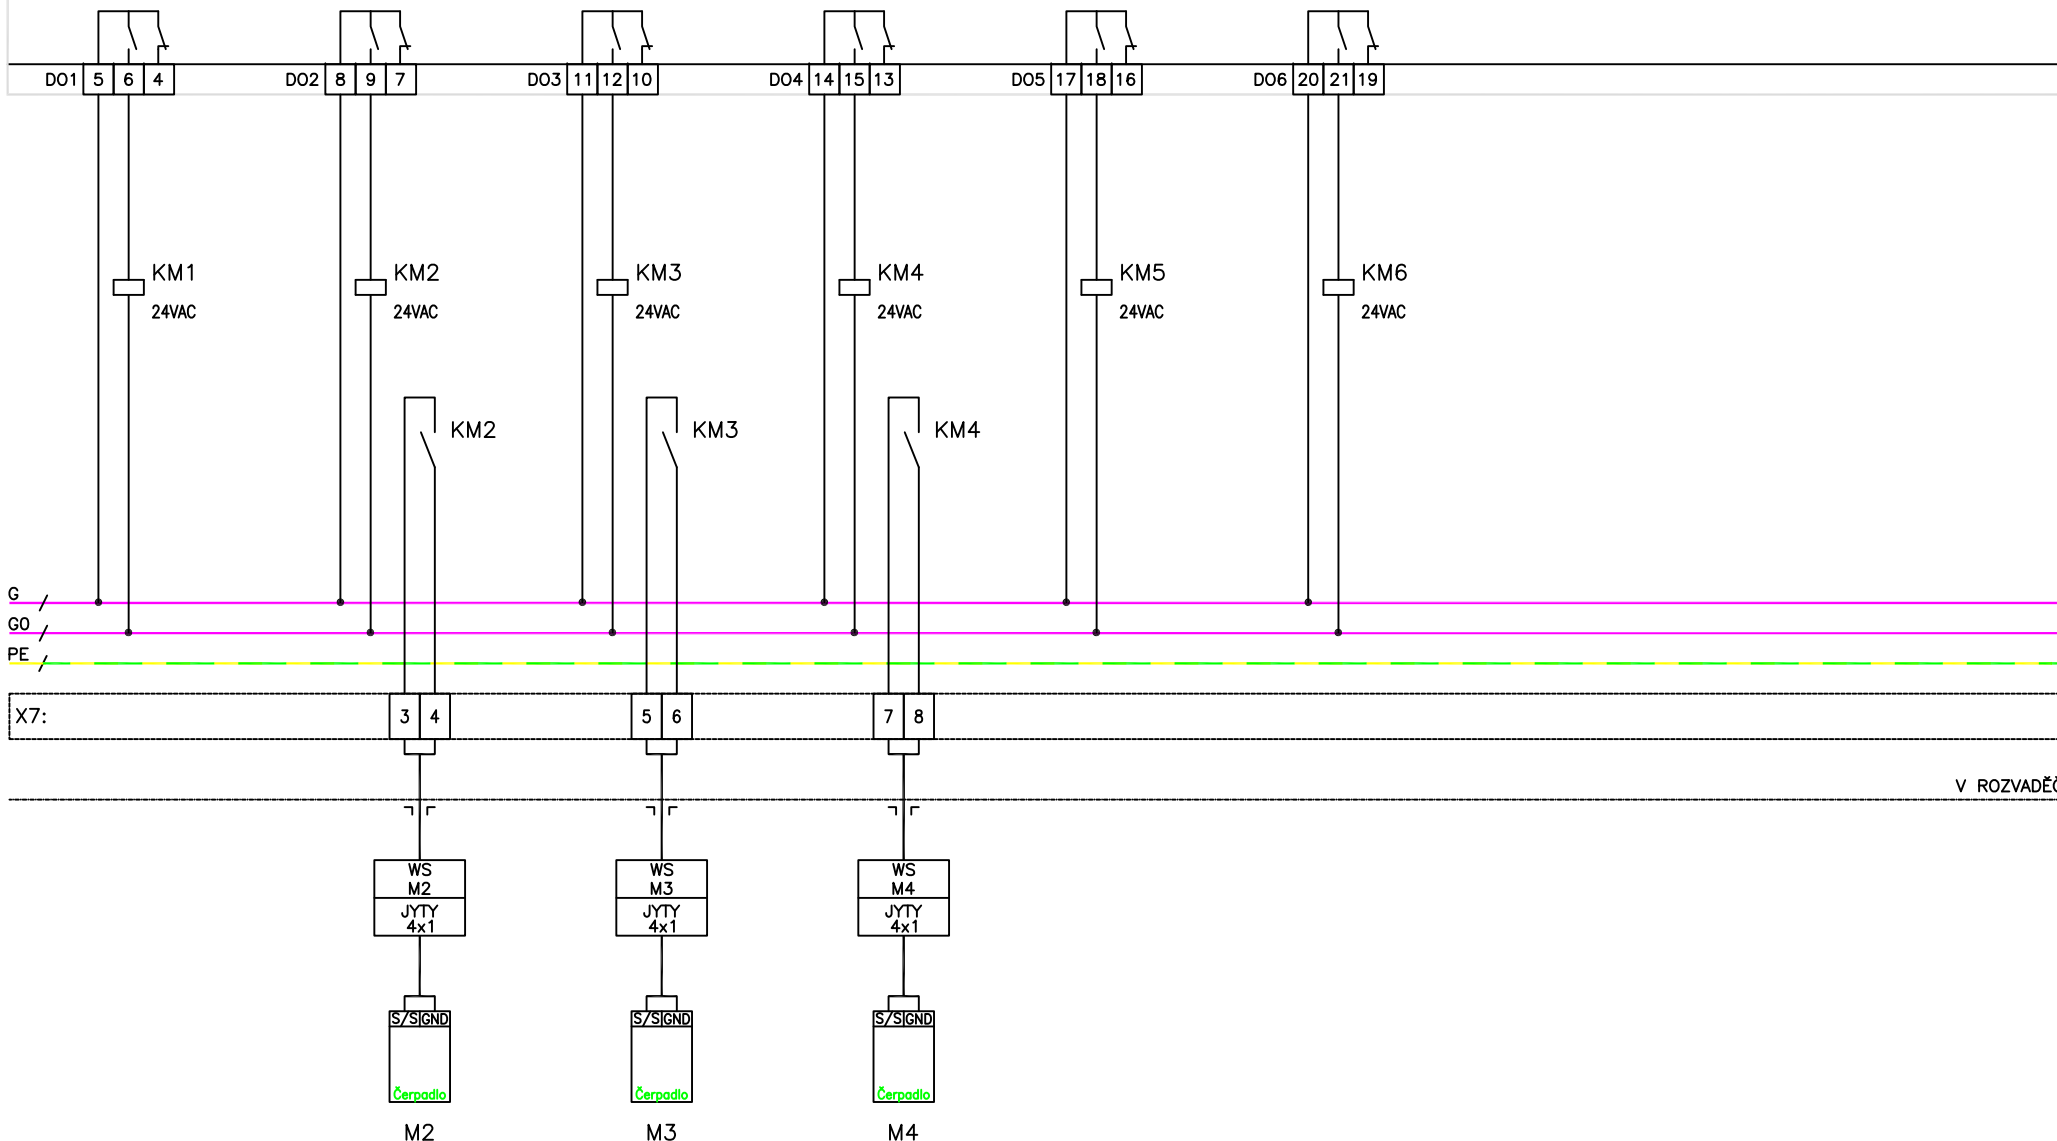 DO1 5 6 4 DO2 8 9 7 DO3 11 12 10 DO4 14 15 13 DO5 17 18 16 DO6 20 21 19
KM1 KM2 KM3 KM4 KM5 KM6
24VAC 24VAC 24VAC 24VAC 24VAC 24VAC
KM2 KM3 KM4
G
G0
PE
X7: 3 4 5 6 7 8
V ROZVADĚČ
WS WS WS
M2 M3 M4
JYTY JYTY JYTY
4x1 4x1 4x1
S/S GND S/S GND S/S GND
Čerpadlo Čerpadlo Čerpadlo
M2 M3 M4